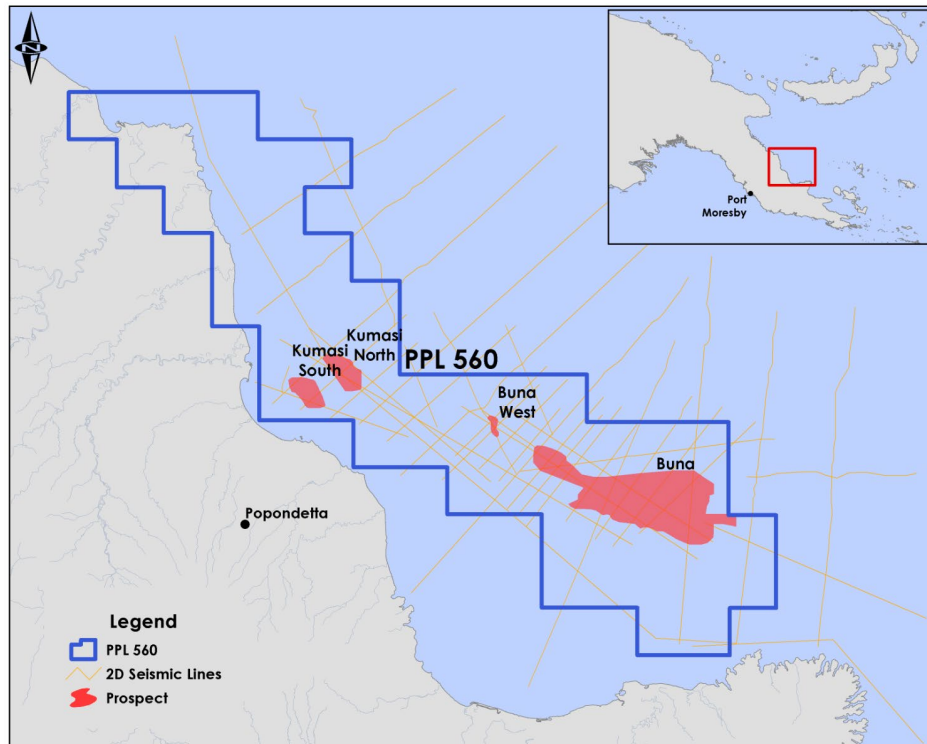 N
Port
Moresby
Kumasi
North
Kumasi
South
PPL 560
Buna
West
Buna
Popondetta
Legend
PPL 560
2D Seismic Lines
Prospect